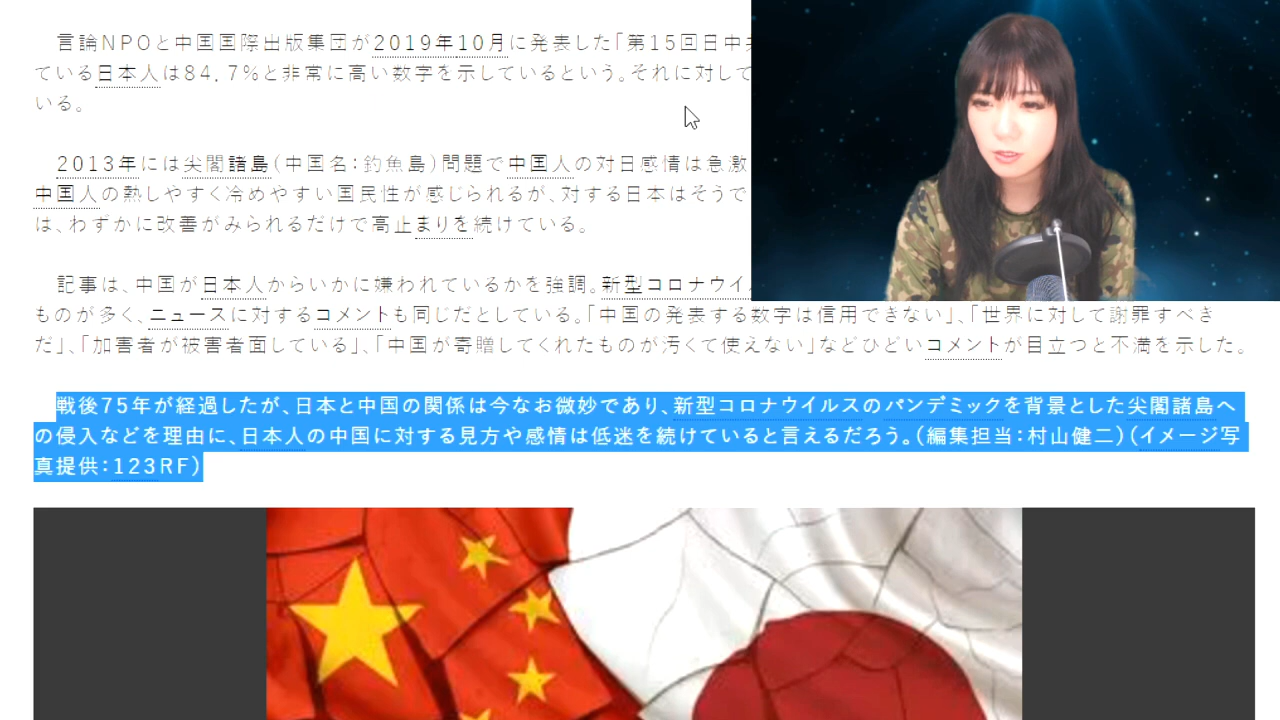 言論NPOと中国国際出版集団が2019年10月に発表した「第15回日中
ている日本人は84.7%と非常に高い数字を示しているという。それに対して
いる。
2013年には尖閣諸島(中国名:釣魚島)問題で中国人の対日感情は急激
中国人の熱しやすく冷めやすい国民性が感じられるが、対する日本はそうで
は、わずかに改善がみられるだけで高止まりを続けている。
記事は、中国が日本人からいかに嫌われているかを強調。新型コロナウイ
ものが多く、ニュースに対するコメントも同じだとしている。「中国の発表する数字は信用できない」、「世界に対して謝罪すべき
だ」、「加害者が被害者面している」、「中国が寄贈してくれたものが汚くて使えない」などひどいコメントが目立つと不満を示した。
戦後75年が経過したが、日本と中国の関係は今なお微妙であり、新型コロナウイルスのパンデミックを背景とした尖閣諸島へ
の侵入などを理由に、日本人の中国に対する見方や感情は低迷を続けていると言えるだろう。(編集担当:村山健二)(イメージ写
真提供:123RF)